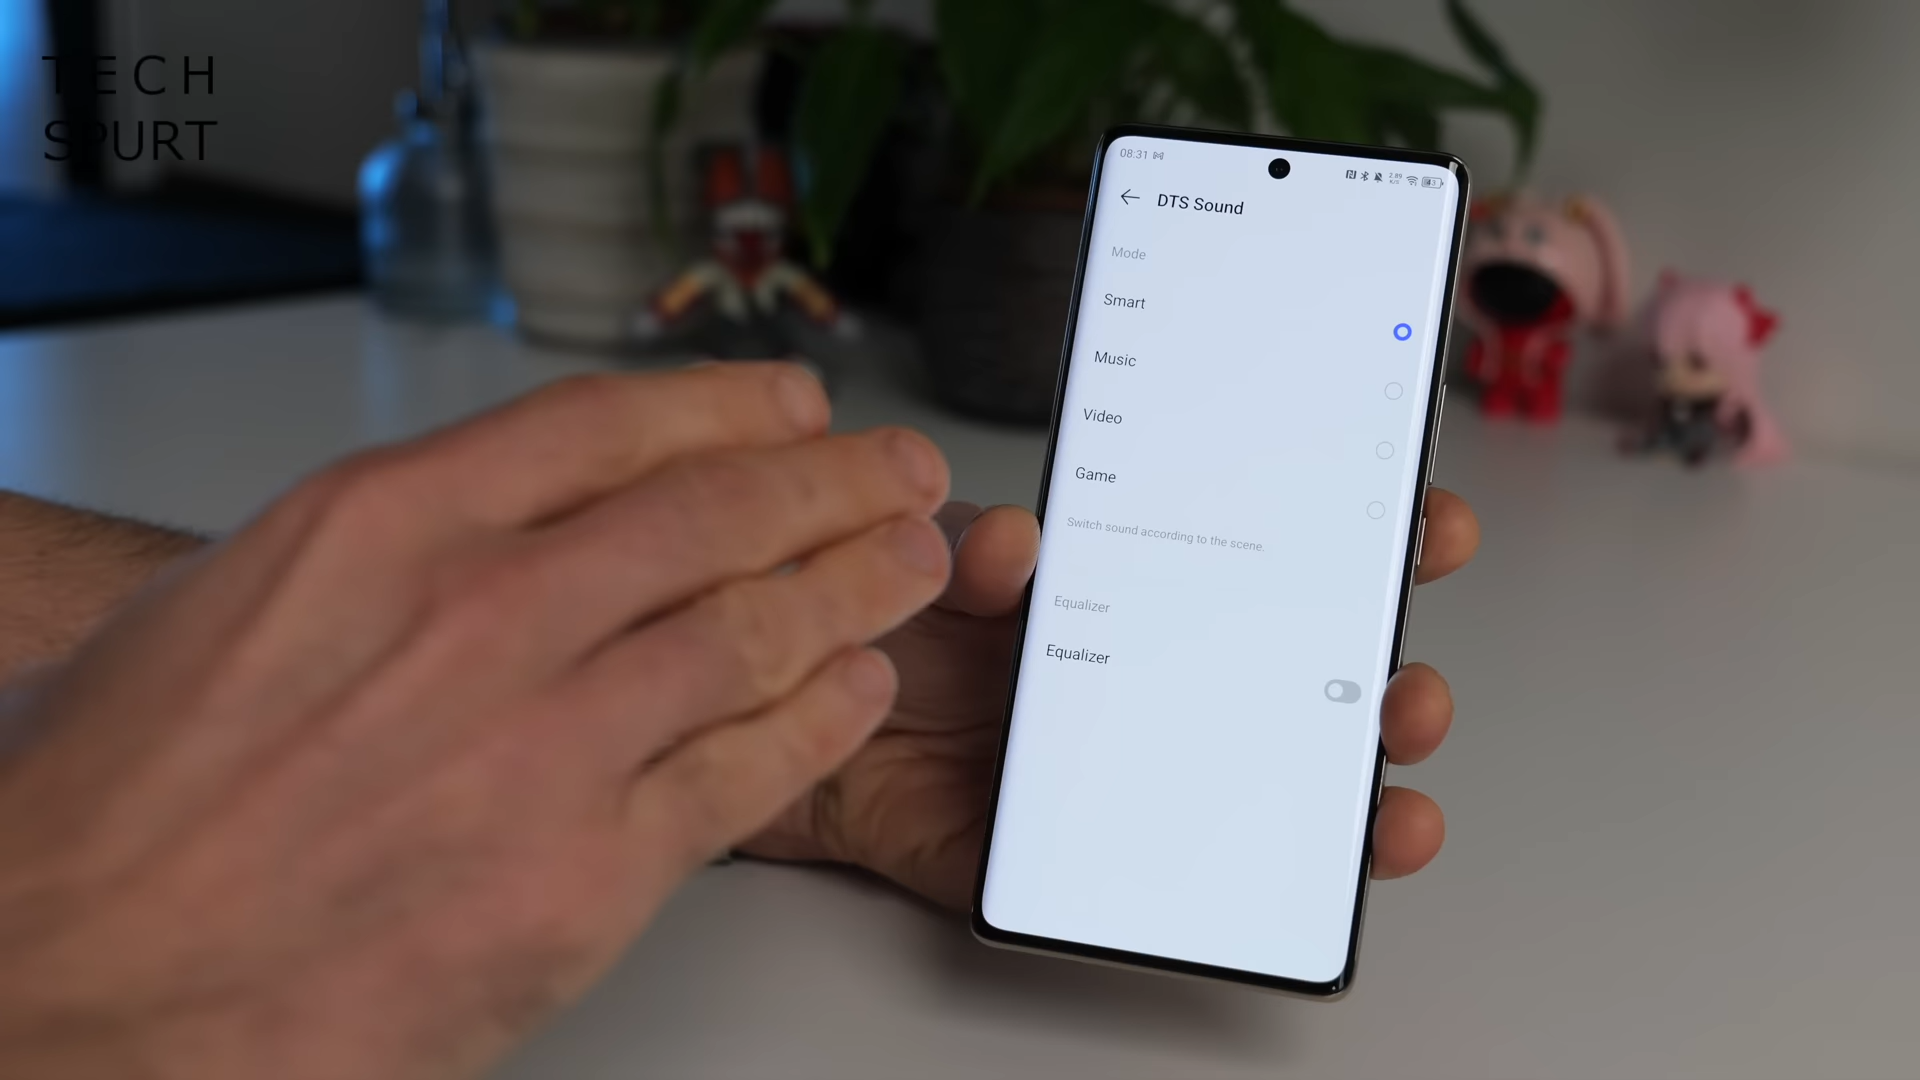 TECH
SPURT
08:31
DTS Sound
Mode
Smart
Music
Video
Game
Switch sound according to the scene.
Equalizer
Equalizer